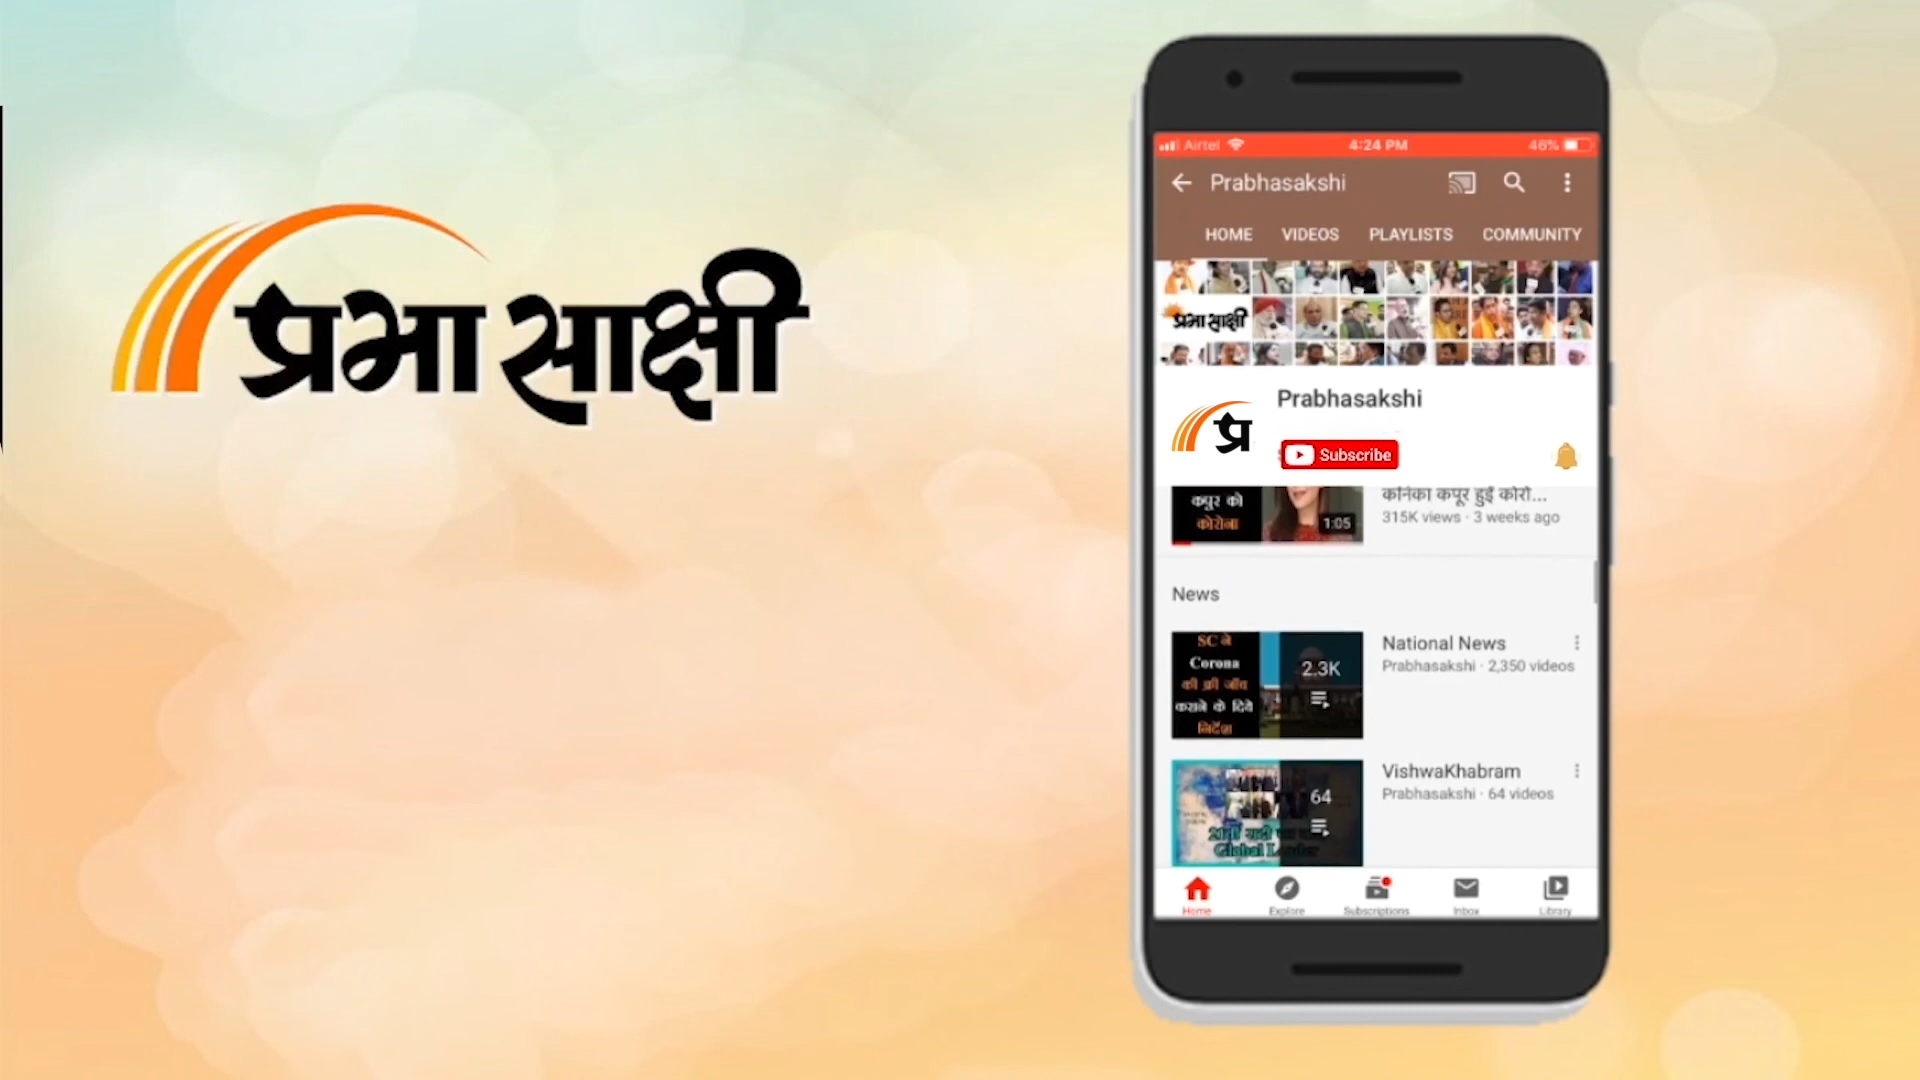 प्रभासाक्षी
Airtel 4:24 PM 46%
Prabhasakshi
HOME VIDEOS PLAYLISTS COMMUNITY
प्रभासाक्षी
Prabhasakshi
प्र
Subscribe
कपूर को
कोरोना
1:05
कनिका कपूर हुईं कोरो...
315K views · 3 weeks ago
News
SC ने
Corona
की फ्री जाँच
कराने के दिये
निर्देश
2.3K
National News
Prabhasakshi · 2,350 videos
64
Global Leader
VishwaKhabram
Prabhasakshi · 64 videos
Home Explore Subscriptions Inbox Library